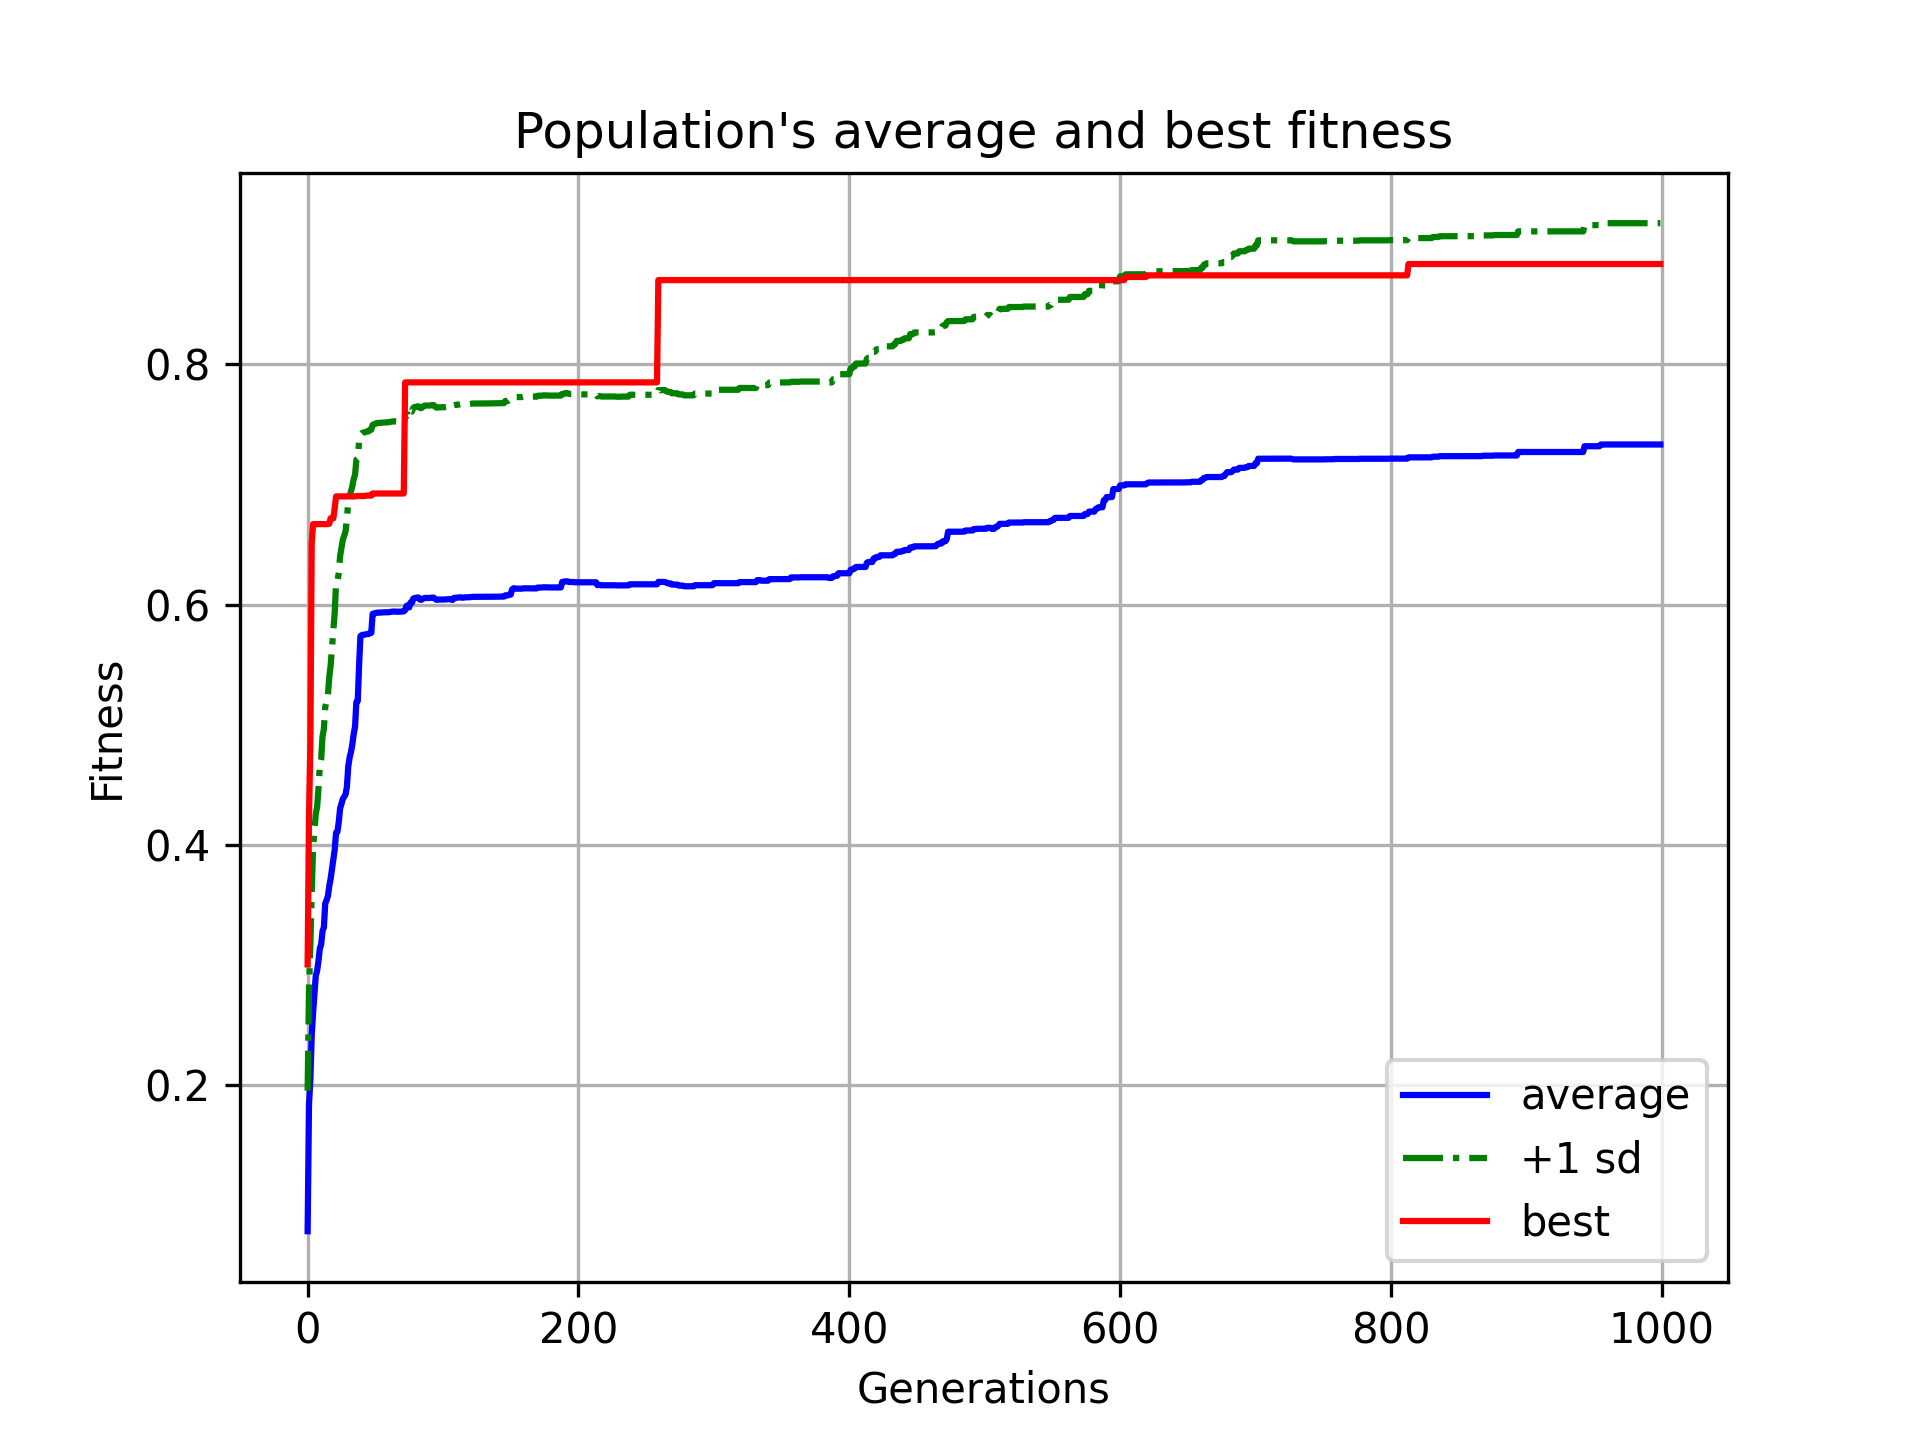 Population's average and best fitness
Fitness
0.8
0.6
0.4
0.2
0 200 400 600 800 1000
Generations
average
+1 sd
best